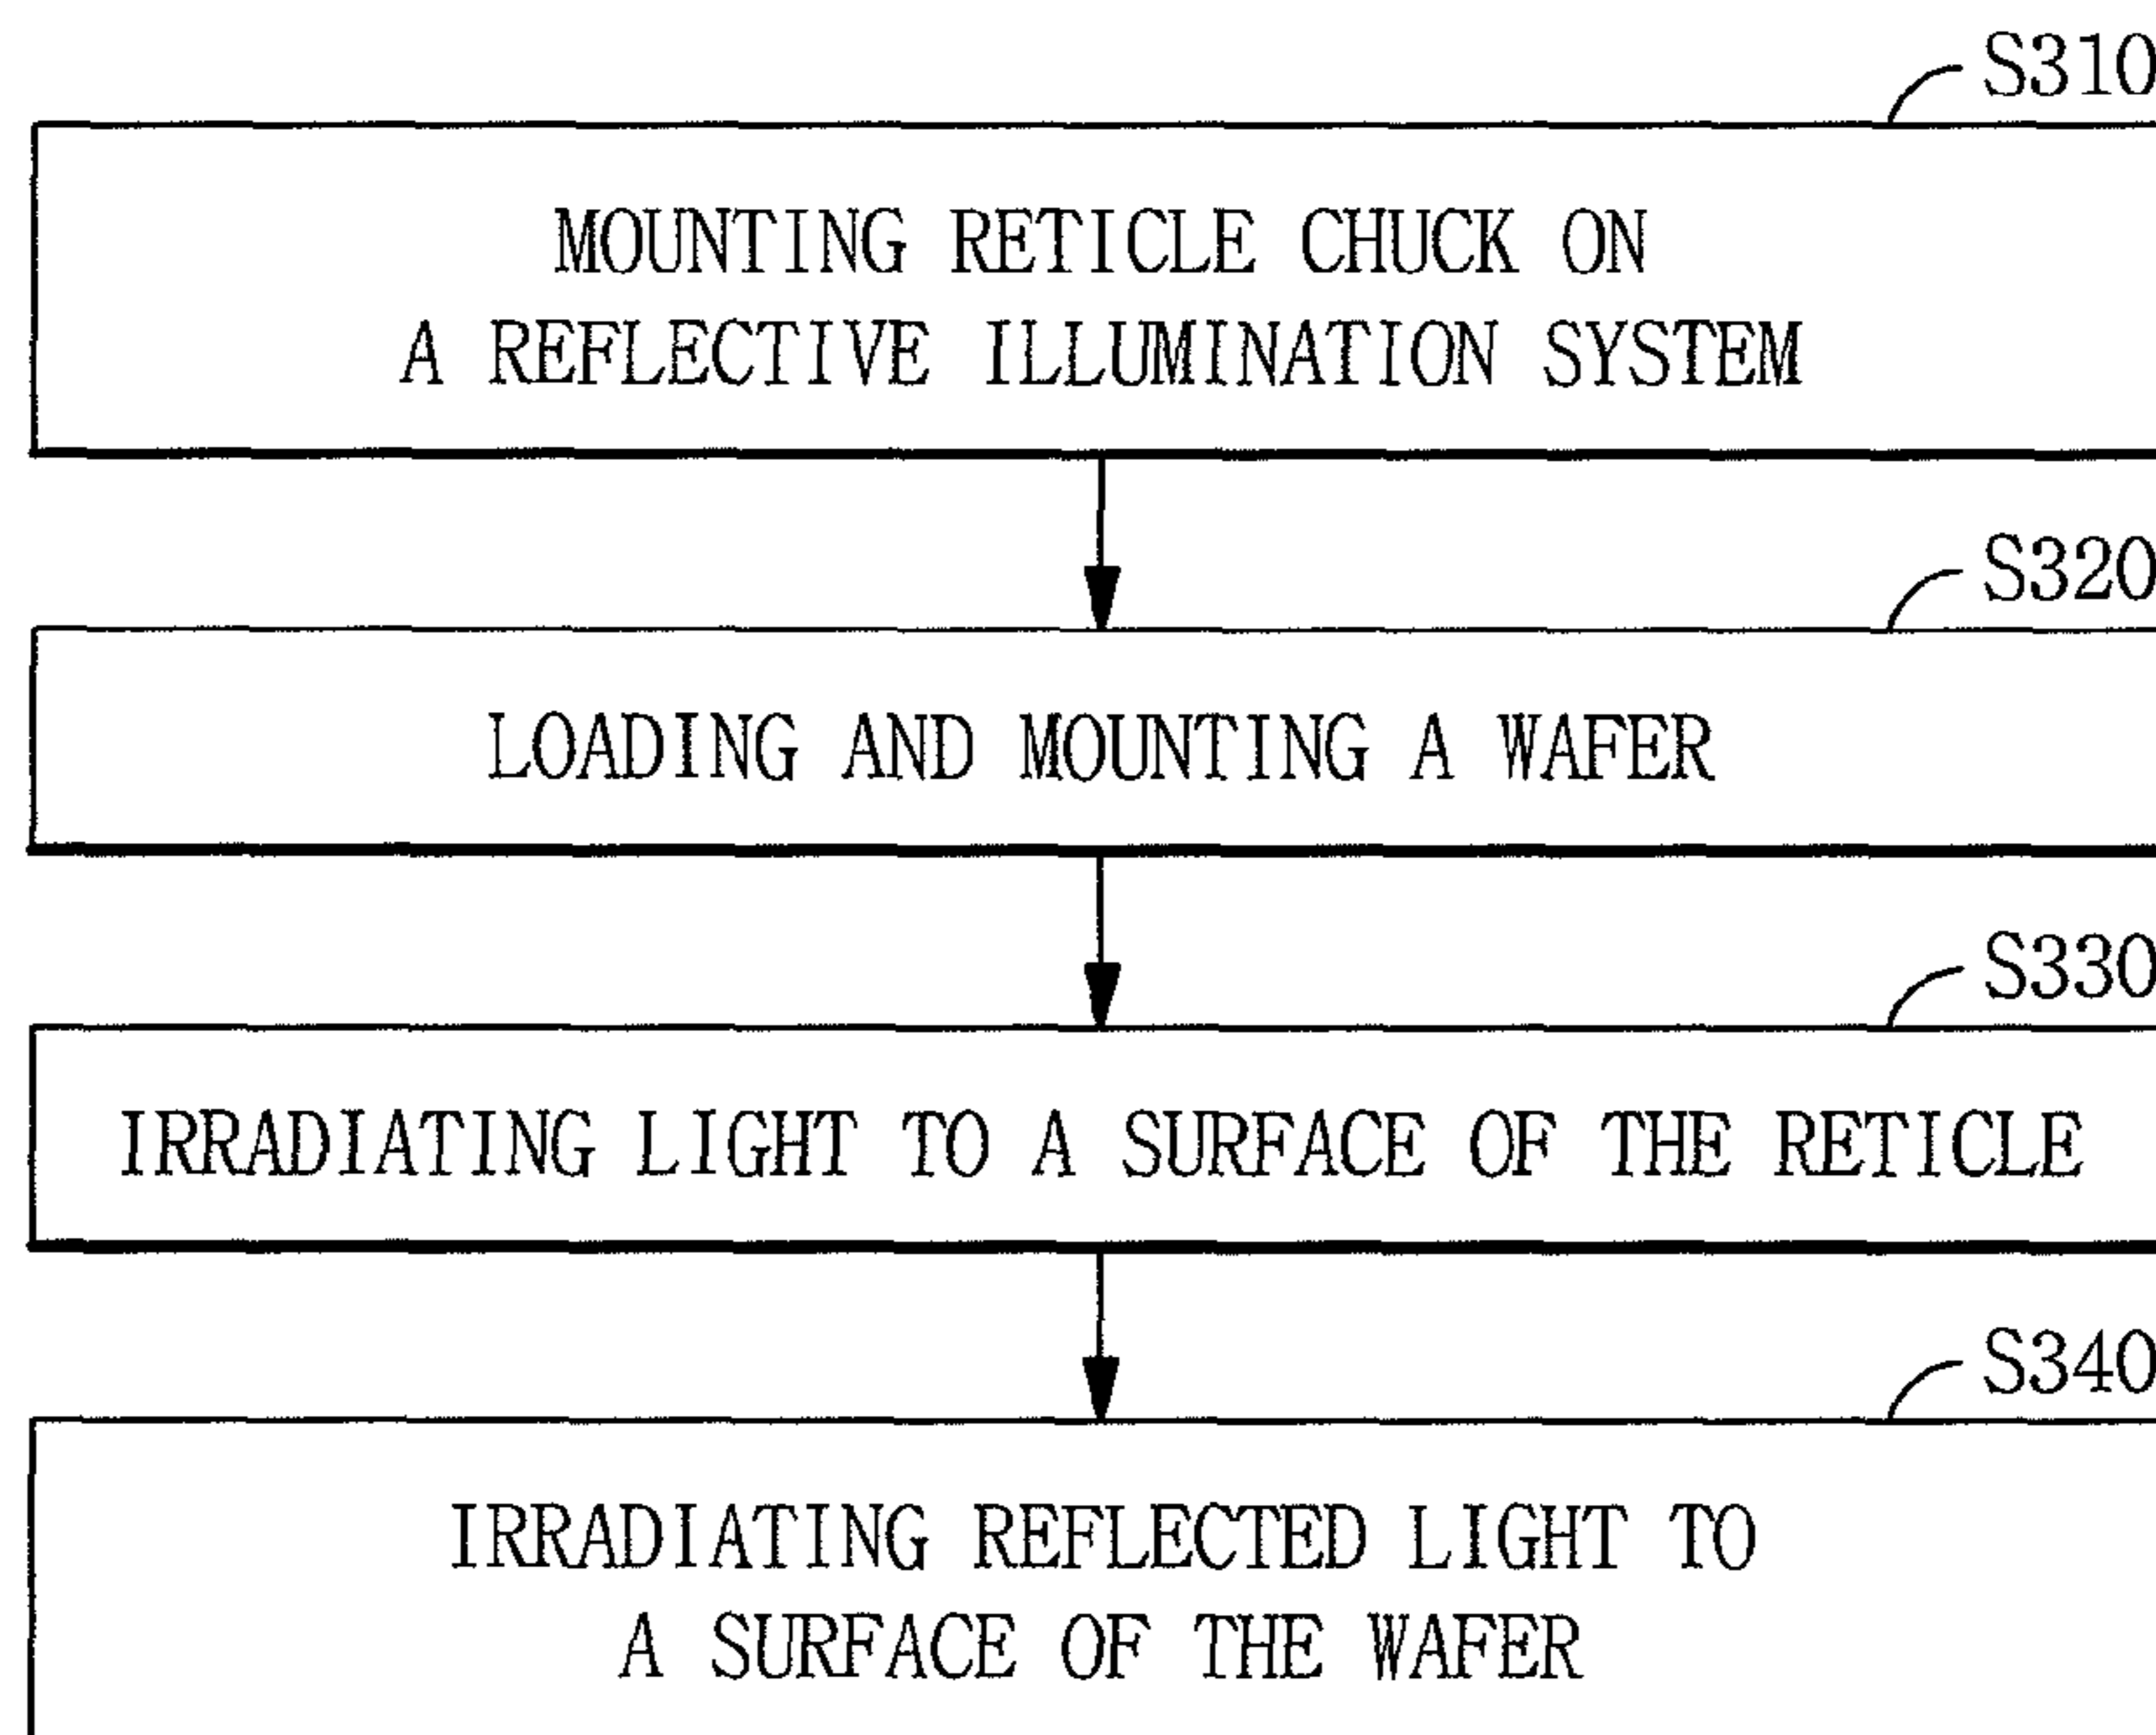 S310
MOUNTING RETICLE CHUCK ON
A REFLECTIVE ILLUMINATION SYSTEM
S320
LOADING AND MOUNTING A WAFER
S330
IRRADIATING LIGHT TO A SURFACE OF THE RETICLE
S340
IRRADIATING REFLECTED LIGHT TO
A SURFACE OF THE WAFER